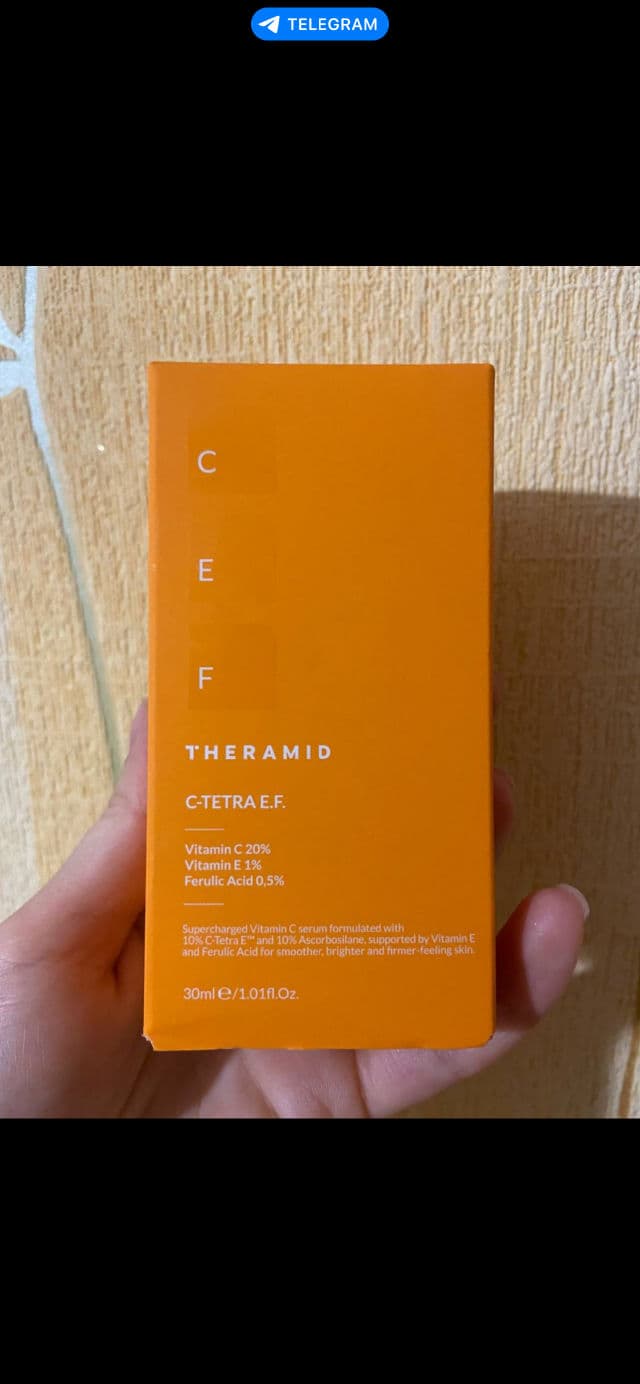 TELEGRAM
C
E
F
THERAMID
C-TETRA E.F.
Vitamin C 20%
Vitamin E 1%
Ferulic Acid 0,5%
Supercharged Vitamin C serum formulated with
10% C-Tetra E™ and 10% Ascorbosilane, supported by Vitamin E
and Ferulic Acid for smoother, brighter and firmer-feeling skin.
30ml ℮/1.01fl.Oz.